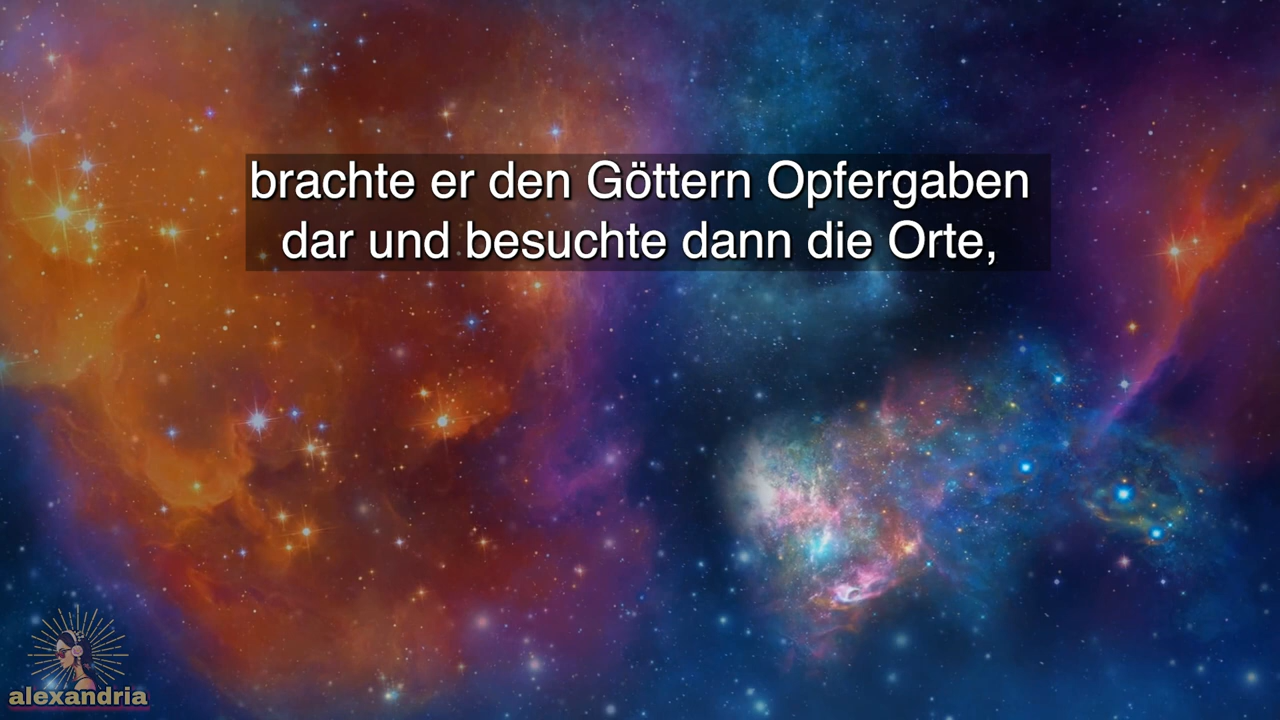 brachte er den Göttern Opfergaben
dar und besuchte dann die Orte,
alexandria